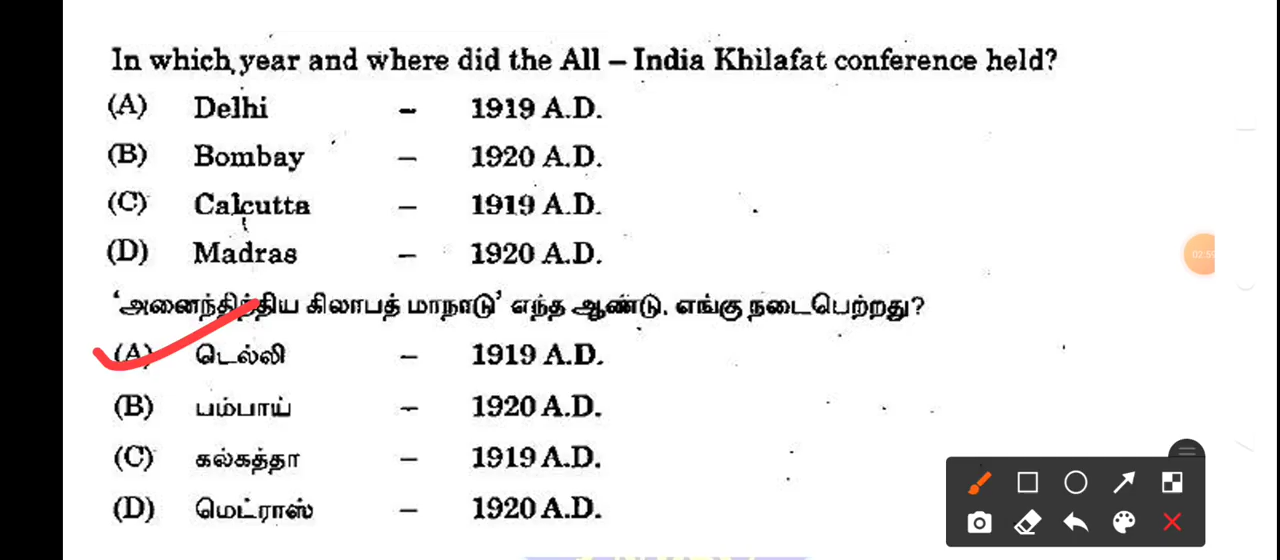 In which year and where did the All – India Khilafat conference held?
(A) Delhi – 1919 A.D.
(B) Bombay – 1920 A.D.
(C) Calcutta – 1919 A.D.
(D) Madras – 1920 A.D.
‘அனைந்திந்திய கிலாபத் மாநாடு’ எந்த ஆண்டு, எங்கு நடைபெற்றது?
(A) டெல்லி – 1919 A.D.
(B) பம்பாய் – 1920 A.D.
(C) கல்கத்தா – 1919 A.D.
(D) மெட்ராஸ் – 1920 A.D.